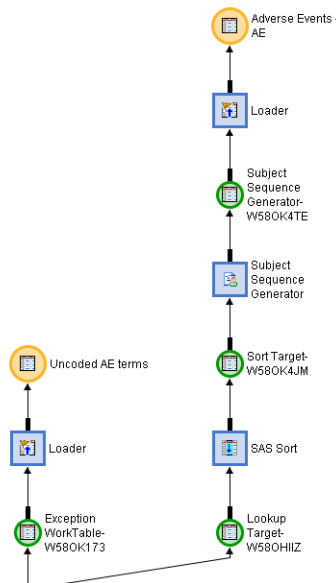 Adverse Events -
AE
Loader
Subject
Sequence
Generator-
W58OK4TE
Subject
Sequence
Generator
Uncoded AE terms
Sort Target-
W58OK4JM
Loader
SAS Sort
Exception
WorkTable-
W58OK173
Lookup
Target-
W58OHIIZ